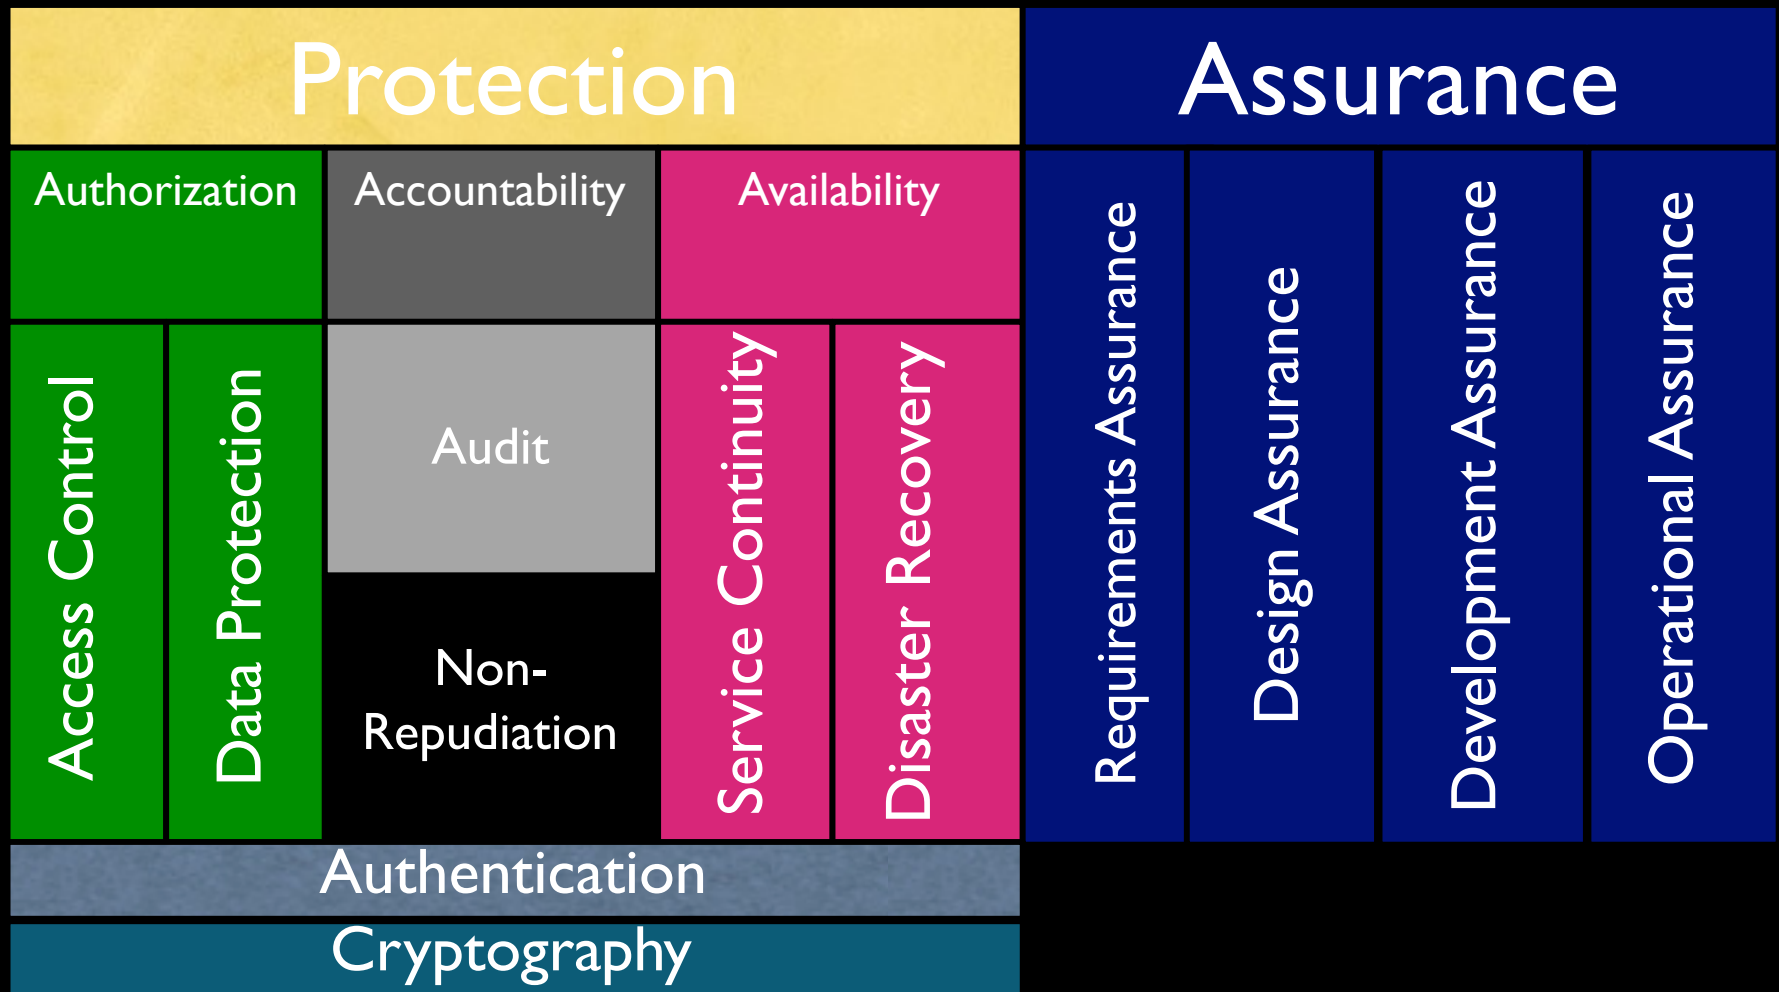 Protection
Assurance
Authorization
Accountability
Availability
Access Control
Data Protection
Audit
Non-
Repudiation
Service Continuity
Disaster Recovery
Requirements Assurance
Design Assurance
Development Assurance
Operational Assurance
Authentication
Cryptography